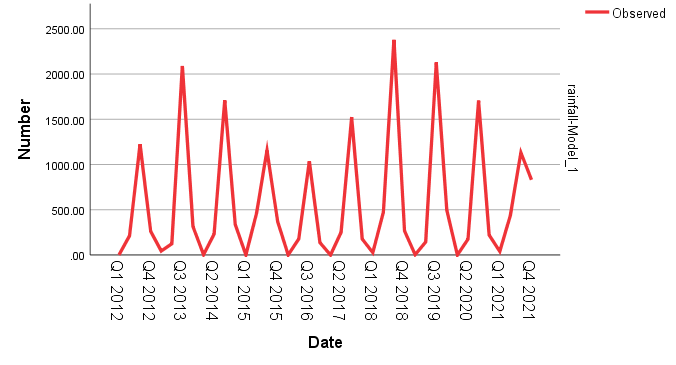 Observed
2500.00
2000.00
1500.00
1000.00
500.00
.00
Number
rainfall-Model_1
Q1 2012
Q4 2012
Q3 2013
Q2 2014
Q1 2015
Q4 2015
Q3 2016
Q2 2017
Q1 2018
Q4 2018
Q3 2019
Q2 2020
Q1 2021
Q4 2021
Date